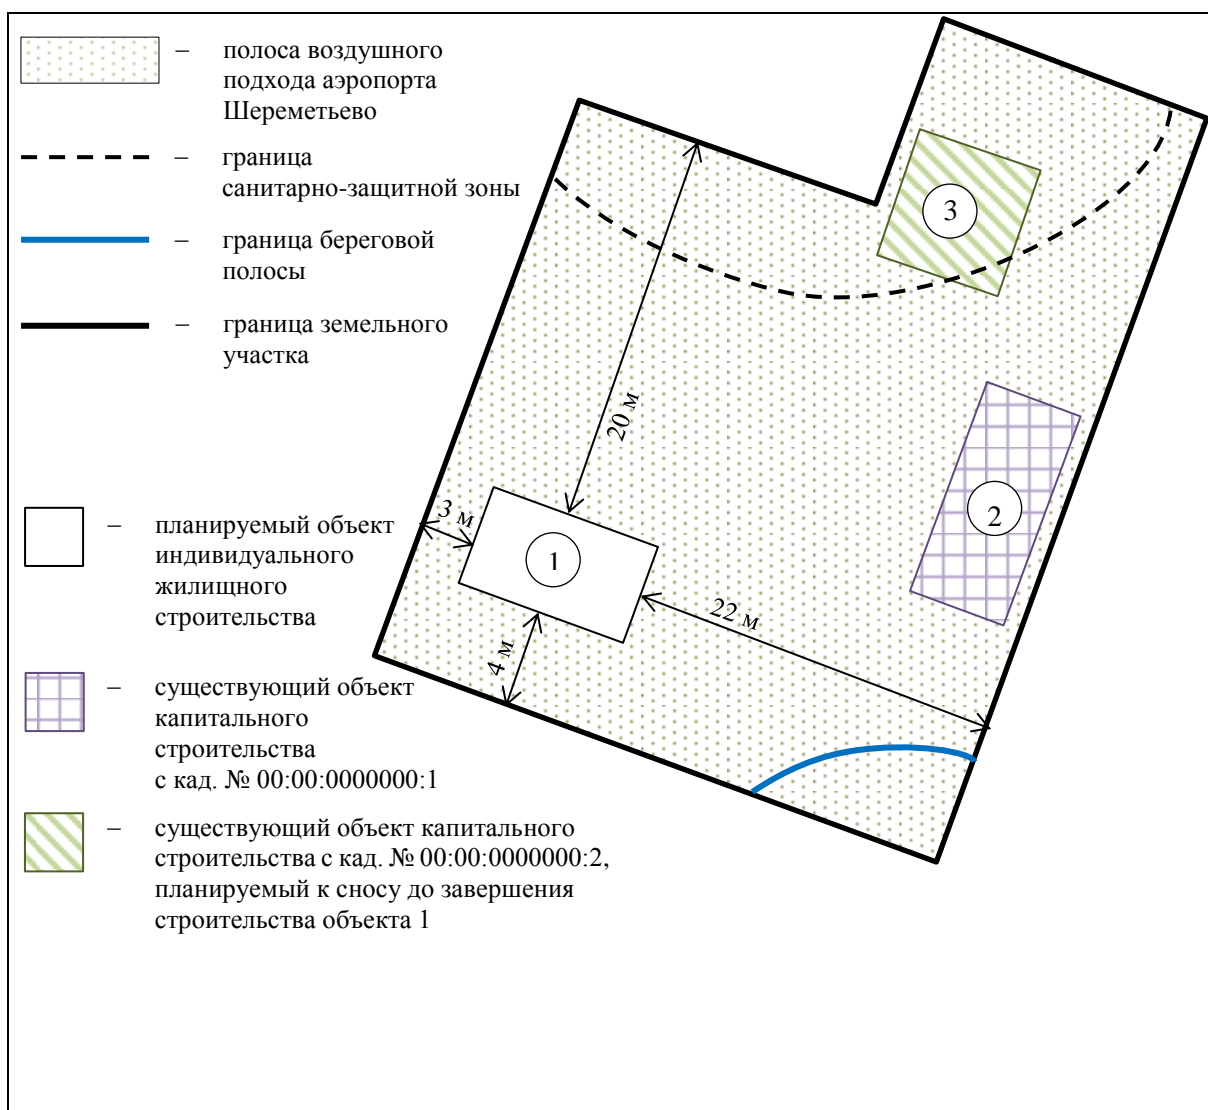 – полоса воздушного
подхода аэропорта
Шереметьево
– граница
санитарно-защитной зоны
– граница береговой
полосы
– граница земельного
участка
– планируемый объект
индивидуального
жилищного
строительства
– существующий объект
капитального
строительства
с кад. № 00:00:0000000:1
– существующий объект капитального
строительства с кад. № 00:00:0000000:2,
планируемый к сносу до завершения
строительства объекта 1
3
20 м
3 м
2
1
22 м
4 м